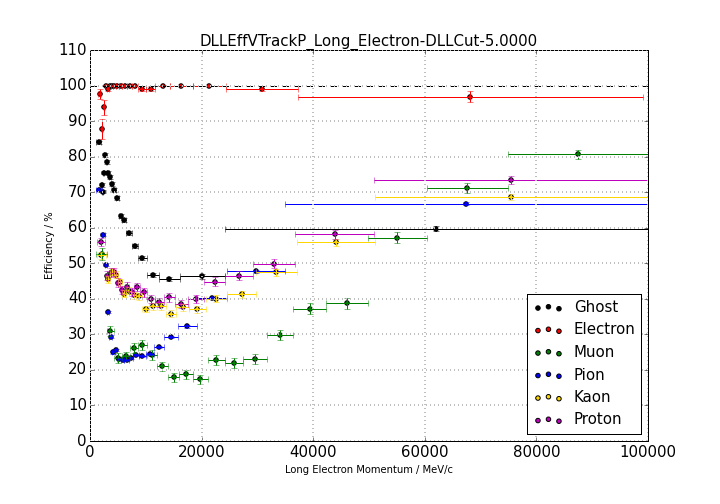 DLLEffVTrackP_Long_Electron-DLLCut-5.0000
110
100
90
80
70
60
50
40
30
20
10
0
Efficiency / %
Ghost
Electron
Muon
Pion
Kaon
Proton
0 20000 40000 60000 80000 100000
Long Electron Momentum / MeV/c